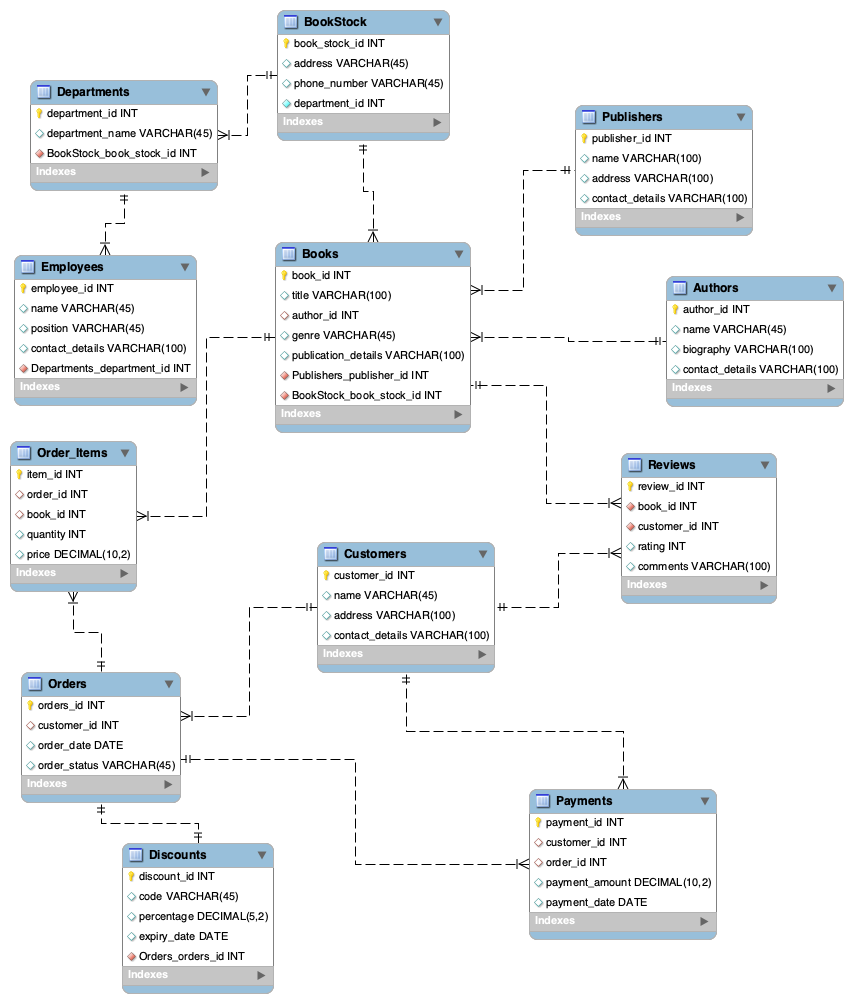 BookStock
book_stock_id INT
address VARCHAR(45)
phone_number VARCHAR(45)
department_id INT
Indexes
Departments
department_id INT
department_name VARCHAR(45)
BookStock_book_stock_id INT
Indexes
Publishers
publisher_id INT
name VARCHAR(100)
address VARCHAR(100)
contact_details VARCHAR(100)
Indexes
Employees
employee_id INT
name VARCHAR(45)
position VARCHAR(45)
contact_details VARCHAR(100)
Departments_department_id INT
Indexes
Books
book_id INT
title VARCHAR(100)
author_id INT
genre VARCHAR(45)
publication_details VARCHAR(100)
Publishers_publisher_id INT
BookStock_book_stock_id INT
Indexes
Authors
author_id INT
name VARCHAR(45)
biography VARCHAR(100)
contact_details VARCHAR(100)
Indexes
Order_Items
item_id INT
order_id INT
book_id INT
quantity INT
price DECIMAL(10,2)
Indexes
Reviews
review_id INT
book_id INT
customer_id INT
rating INT
comments VARCHAR(100)
Indexes
Customers
customer_id INT
name VARCHAR(45)
address VARCHAR(100)
contact_details VARCHAR(100)
Indexes
Orders
orders_id INT
customer_id INT
order_date DATE
order_status VARCHAR(45)
Indexes
Payments
payment_id INT
customer_id INT
order_id INT
payment_amount DECIMAL(10,2)
payment_date DATE
Indexes
Discounts
discount_id INT
code VARCHAR(45)
percentage DECIMAL(5,2)
expiry_date DATE
Orders_orders_id INT
Indexes